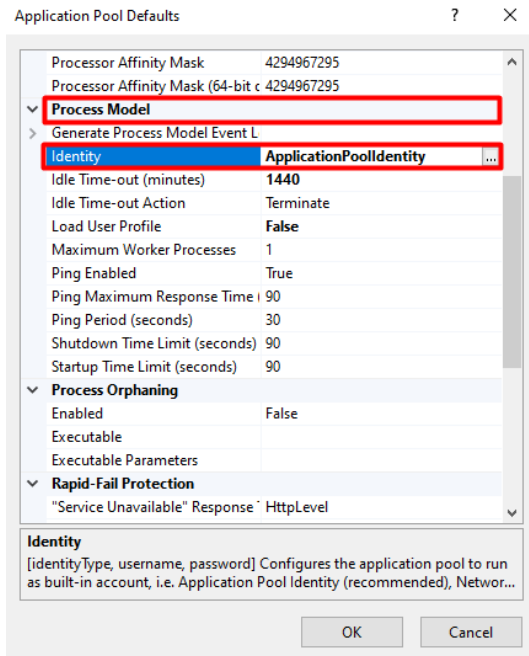 Application Pool Defaults ? ×
Processor Affinity Mask 4294967295
Processor Affinity Mask (64-bit c 4294967295
Process Model
Generate Process Model Event L
Identity ApplicationPoolIdentity ...
Idle Time-out (minutes) 1440
Idle Time-out Action Terminate
Load User Profile False
Maximum Worker Processes 1
Ping Enabled True
Ping Maximum Response Time ( 90
Ping Period (seconds) 30
Shutdown Time Limit (seconds) 90
Startup Time Limit (seconds) 90
Process Orphaning
Enabled False
Executable
Executable Parameters
Rapid-Fail Protection
"Service Unavailable" Response T HttpLevel
Identity
[identityType, username, password] Configures the application pool to run
as built-in account, i.e. Application Pool Identity (recommended), Networ...
OK Cancel